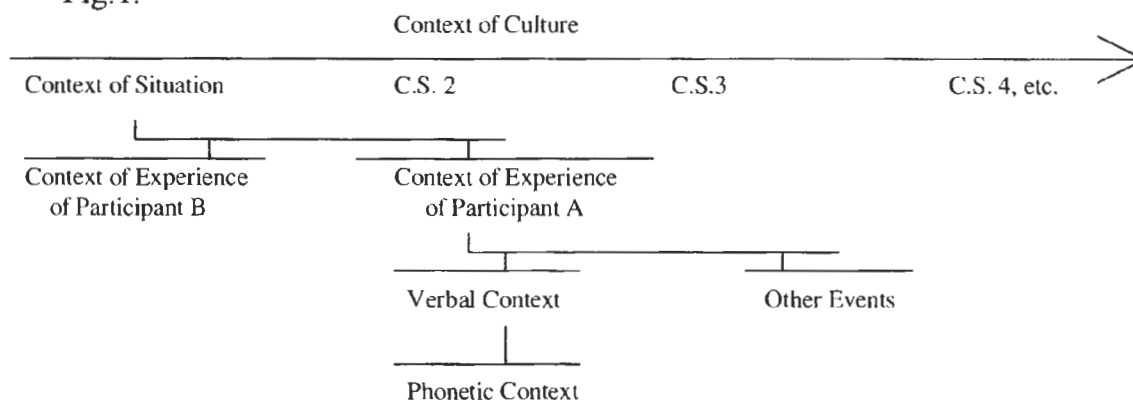 Fig.1.
Context of Culture
Context of Situation C.S. 2 C.S.3 C.S. 4, etc.
Context of Experience Context of Experience
of Participant B of Participant A
Verbal Context Other Events
Phonetic Context